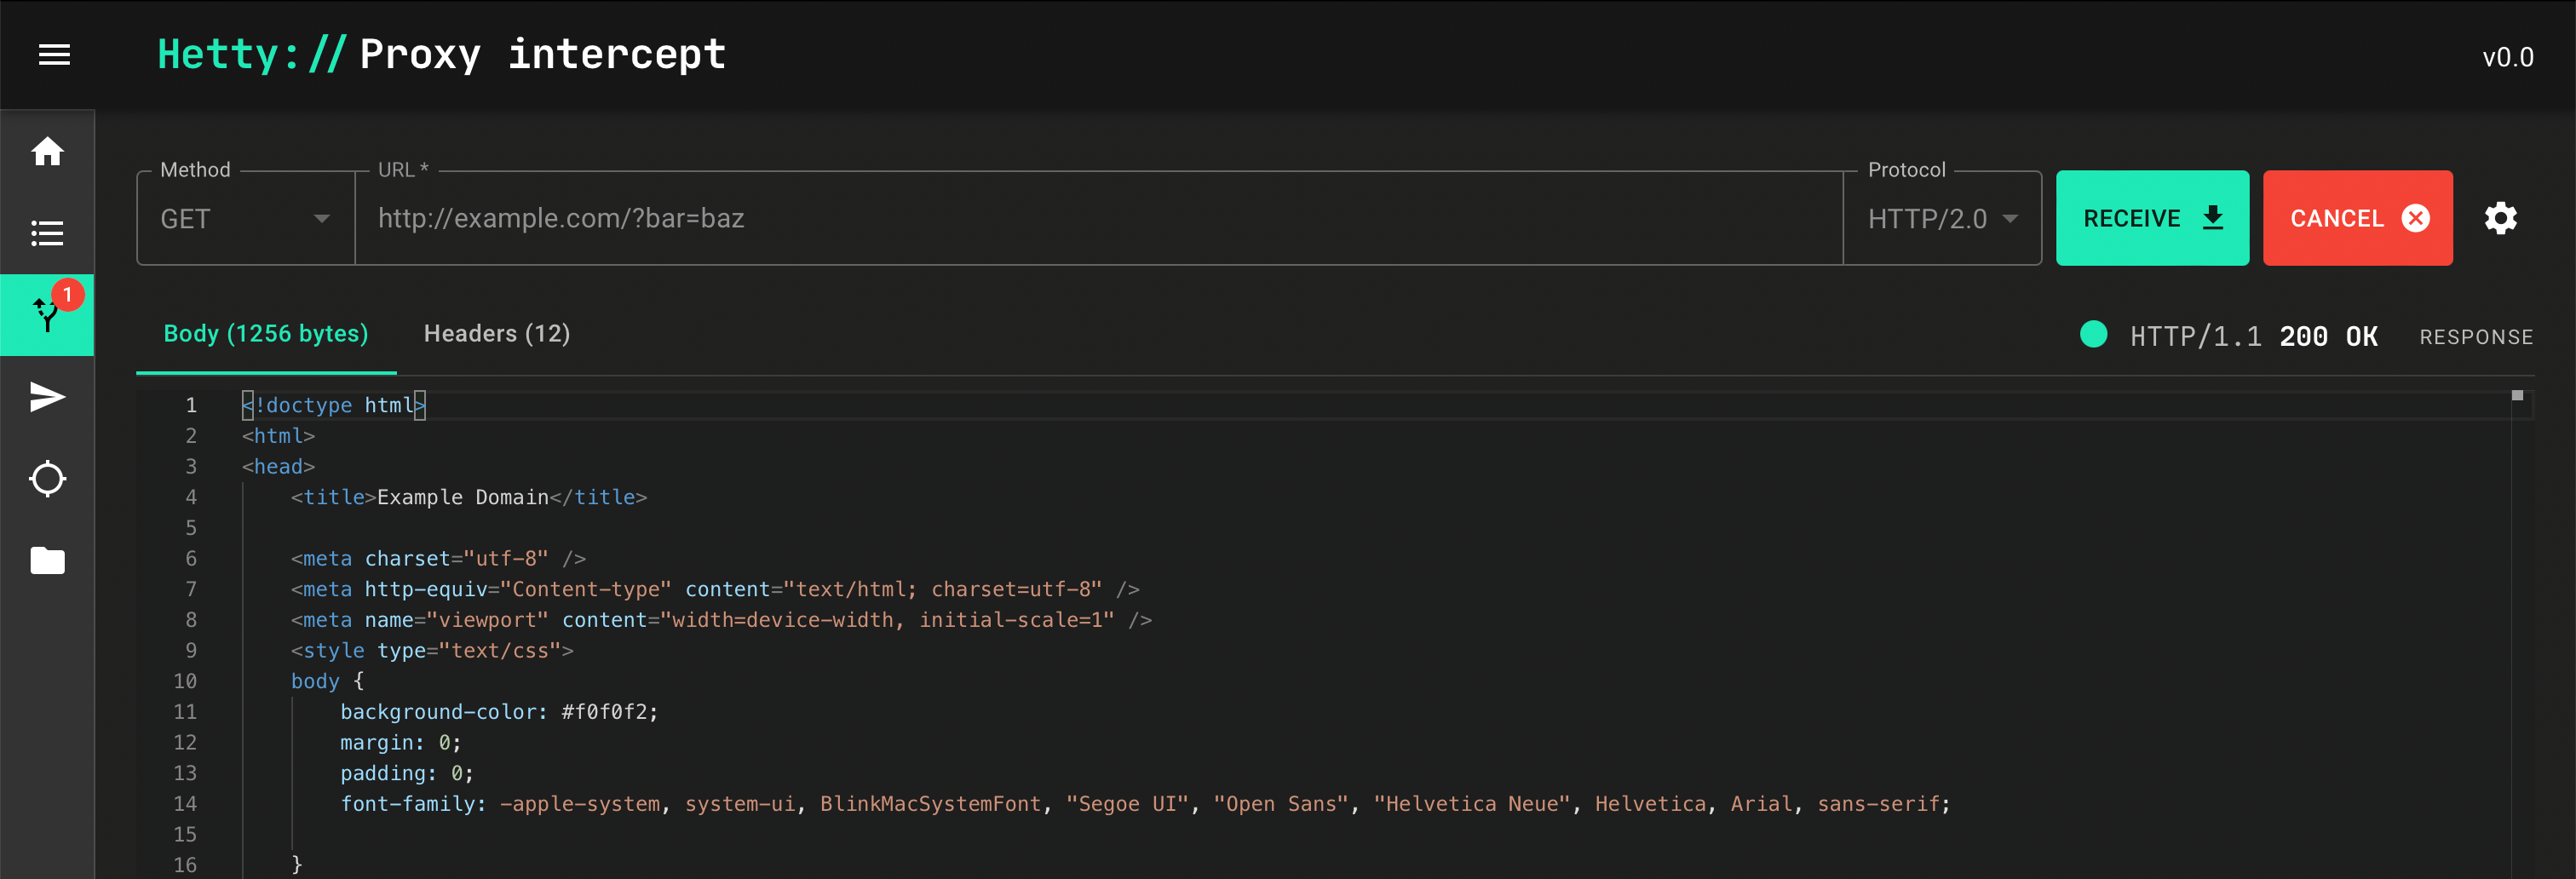 Hetty:// Proxy intercept
v0.0
Method
URL *
Protocol
GET
http://example.com/?bar=baz
HTTP/2.0
RECEIVE
CANCEL
1
Body (1256 bytes)
Headers (12)
HTTP/1.1 200 OK
RESPONSE
1 <!doctype html>
2 <html>
3 <head>
4     <title>Example Domain</title>
5
6     <meta charset="utf-8" />
7     <meta http-equiv="Content-type" content="text/html; charset=utf-8" />
8     <meta name="viewport" content="width=device-width, initial-scale=1" />
9     <style type="text/css">
10     body {
11         background-color: #f0f0f2;
12         margin: 0;
13         padding: 0;
14         font-family: -apple-system, system-ui, BlinkMacSystemFont, "Segoe UI", "Open Sans", "Helvetica Neue", Helvetica, Arial, sans-serif;
15
16     }